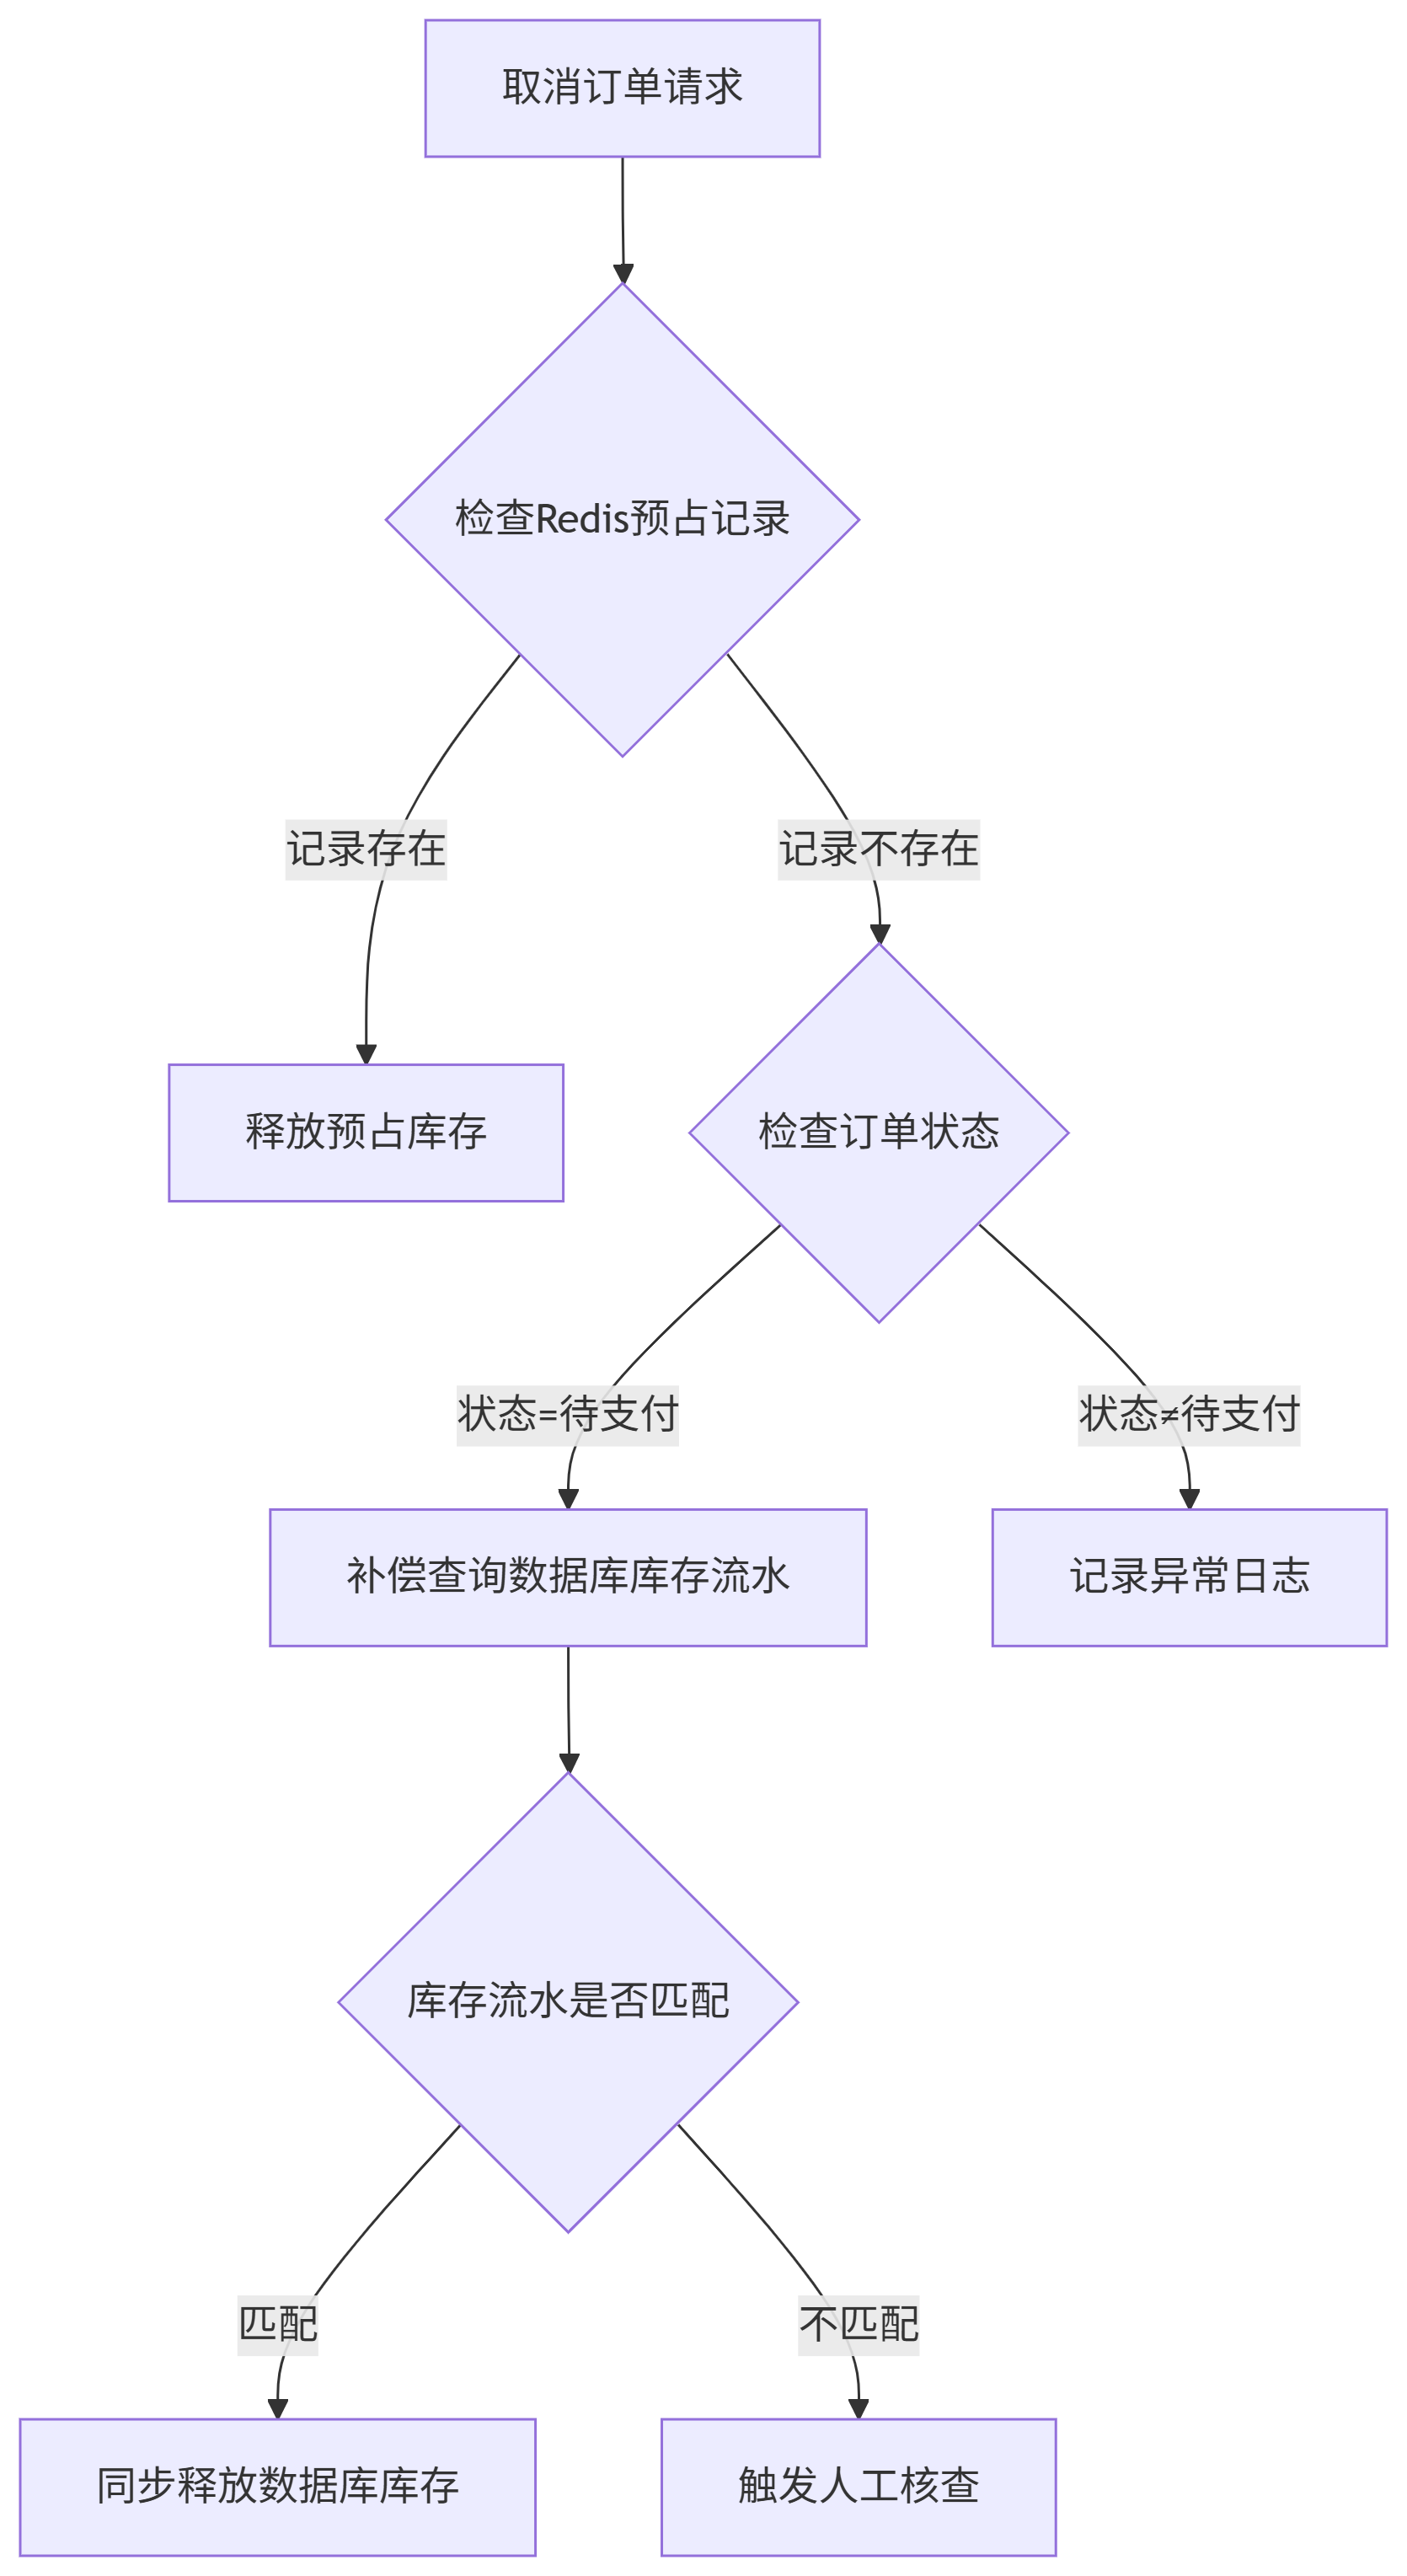 取消订单请求
检查Redis预占记录
记录存在
记录不存在
释放预占库存
检查订单状态
状态=待支付
状态≠待支付
补偿查询数据库库存流水
记录异常日志
库存流水是否匹配
匹配
不匹配
同步释放数据库库存
触发人工核查